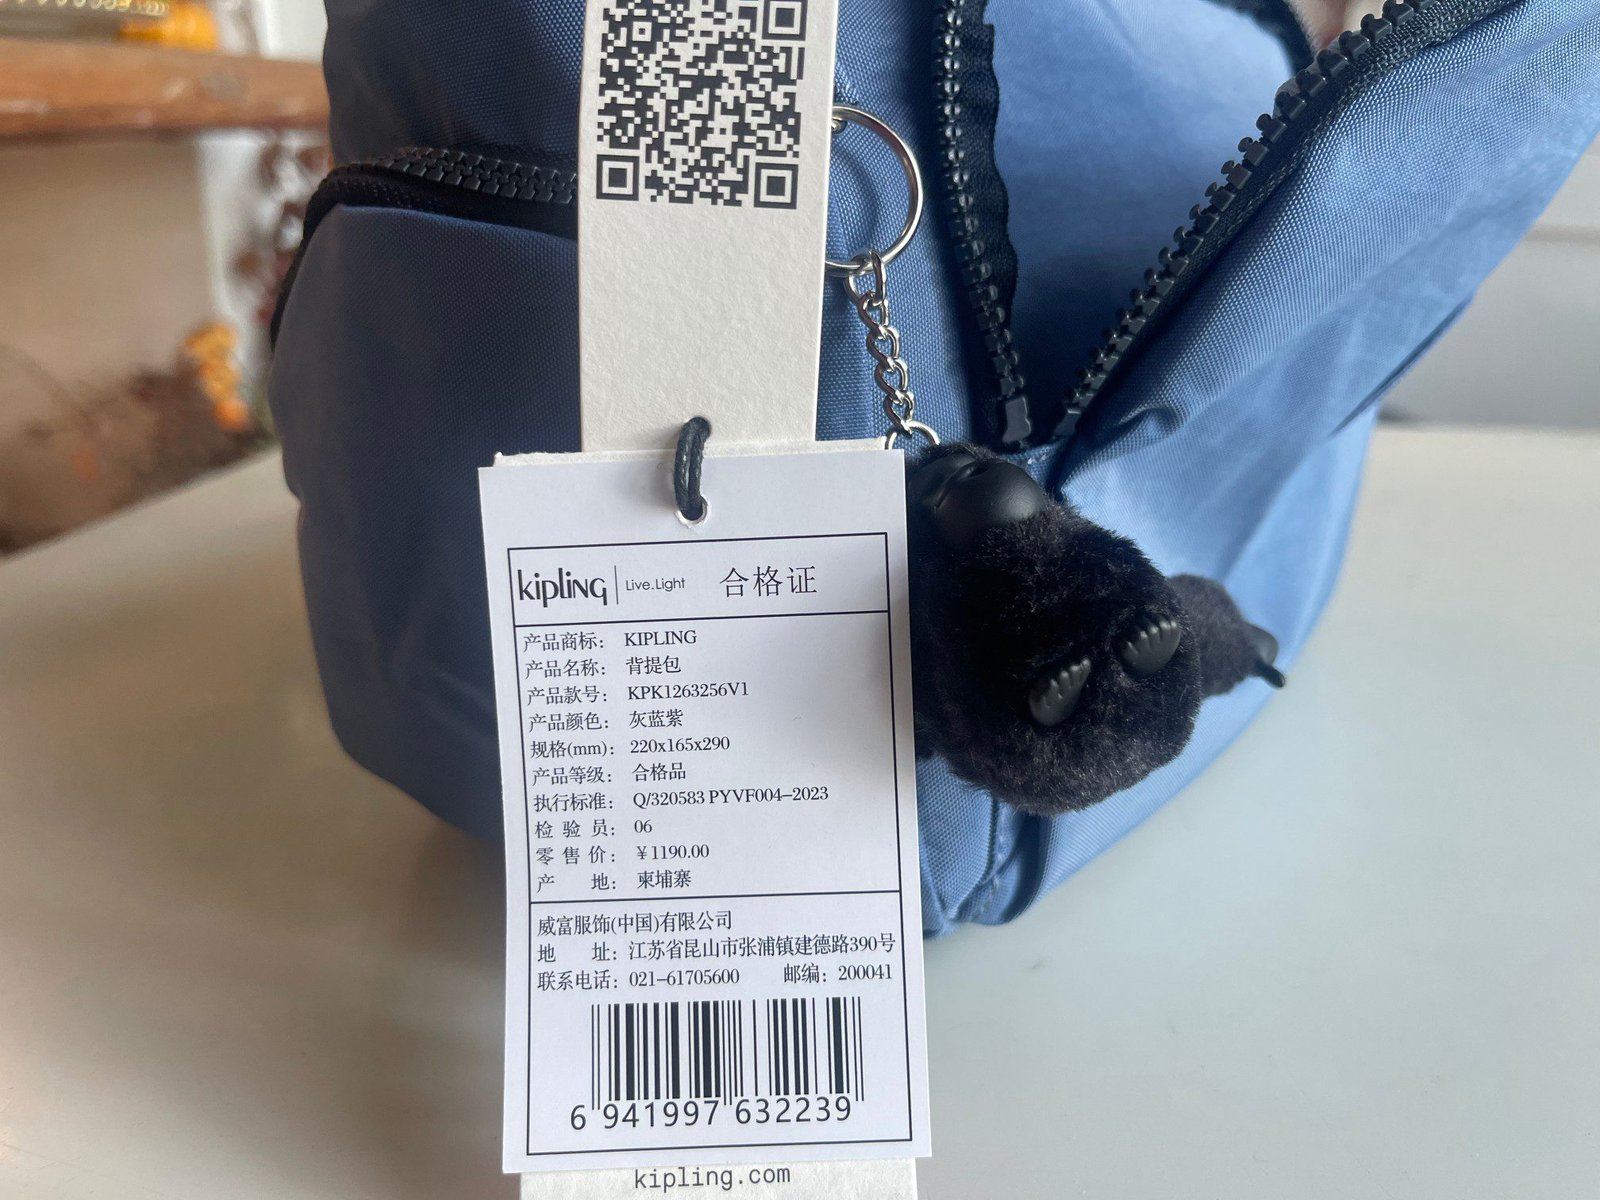 kipling Live.Light 合格证
产品商标： KIPLING
产品名称： 背提包
产品款号： KPK1263256V1
产品颜色： 灰蓝紫
规格(mm)： 220x165x290
产品等级： 合格品
执行标准： Q/320583 PYVF004-2023
检 验 员： 06
零 售 价： ￥1190.00
产 地： 柬埔寨
威富服饰(中国)有限公司
地 址： 江苏省昆山市张浦镇建德路390号
联系电话： 021-61705600 邮编： 200041
6 941997 632239
kipling.com